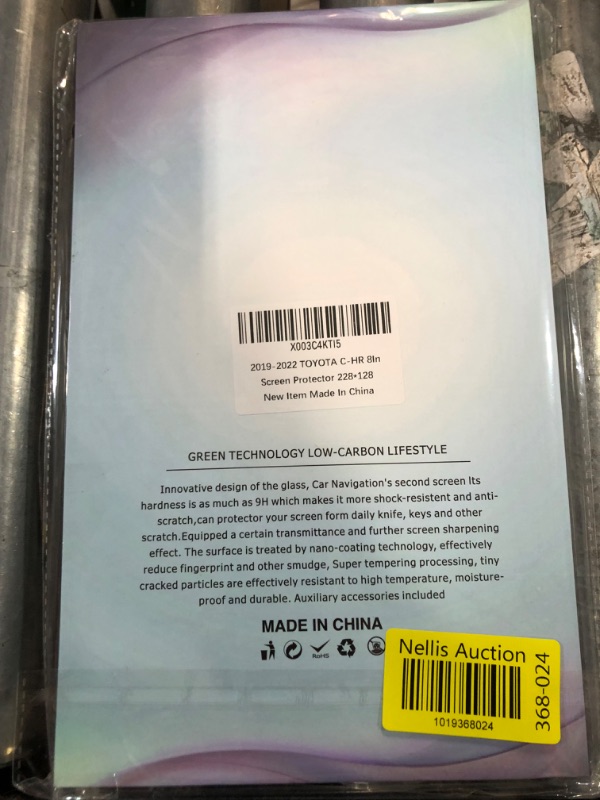 X003C4KTI5
2019-2022 TOYOTA C-HR 8In
Screen Protector 228*128
New Item Made In China
GREEN TECHNOLOGY LOW-CARBON LIFESTYLE
Innovative design of the glass, Car Navigation's second screen Its
hardness is as much as 9H which makes it more shock-resistent and anti-
scratch,can protector your screen form daily knife, keys and other
scratch.Equipped a certain transmittance and further screen sharpening
effect. The surface is treated by nano-coating technology, effectively
reduce fingerprint and other smudge, Super tempering processing, tiny
cracked particles are effectively resistant to high temperature, moisture-
proof and durable. Auxiliary accessories included
MADE IN CHINA
RoHS
Nellis Auction
1019368024
368-024